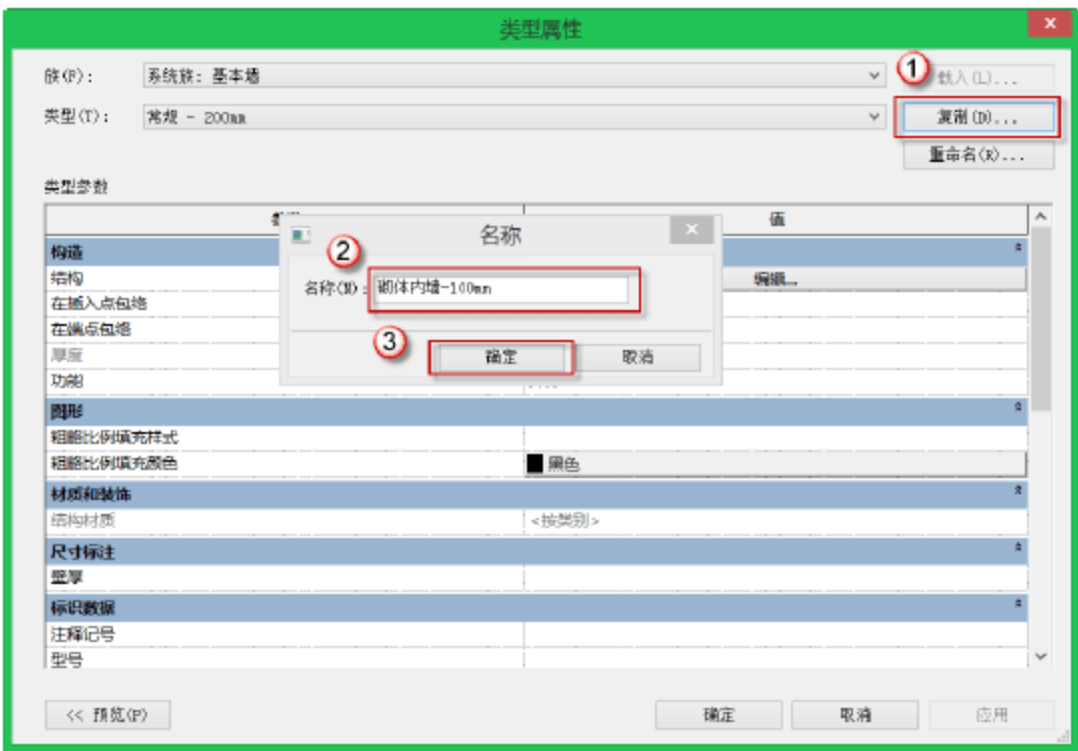 类型属性
族(F): 系统族: 基本墙 ① 载入(L)...
类型(T): 常规 - 200mm 复制(D)...
重命名(R)...
类型参数
值
名称
构造
②
结构 编辑...
名称(N): 砌体内墙-100mm
在插入点包络
在端点包络
③
厚度 确定 取消
功能
图形
粗略比例填充样式
粗略比例填充颜色 黑色
材质和装饰
结构材质 <按类别>
尺寸标注
壁厚
标识数据
注释记号
型号
<< 预览(P) 确定 取消 应用